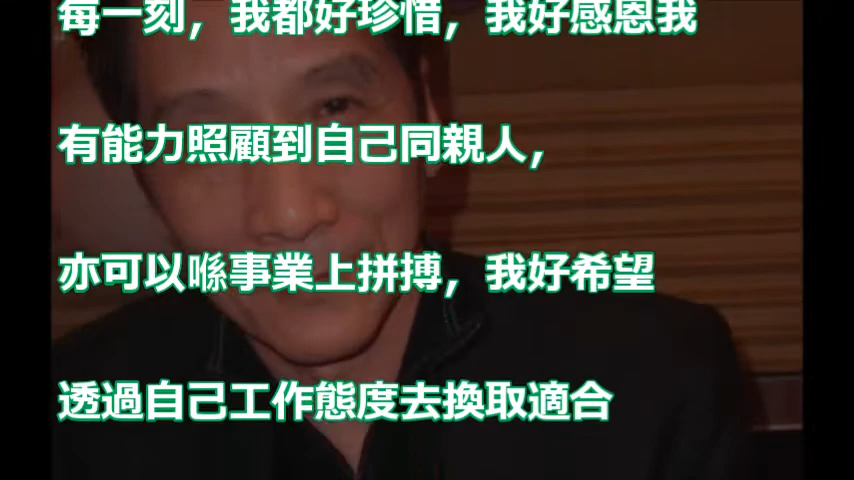 每一刻，我都好珍惜，我好感恩我
有能力照顧到自己同親人，
亦可以喺事業上拼搏，我好希望
透過自己工作態度去換取適合